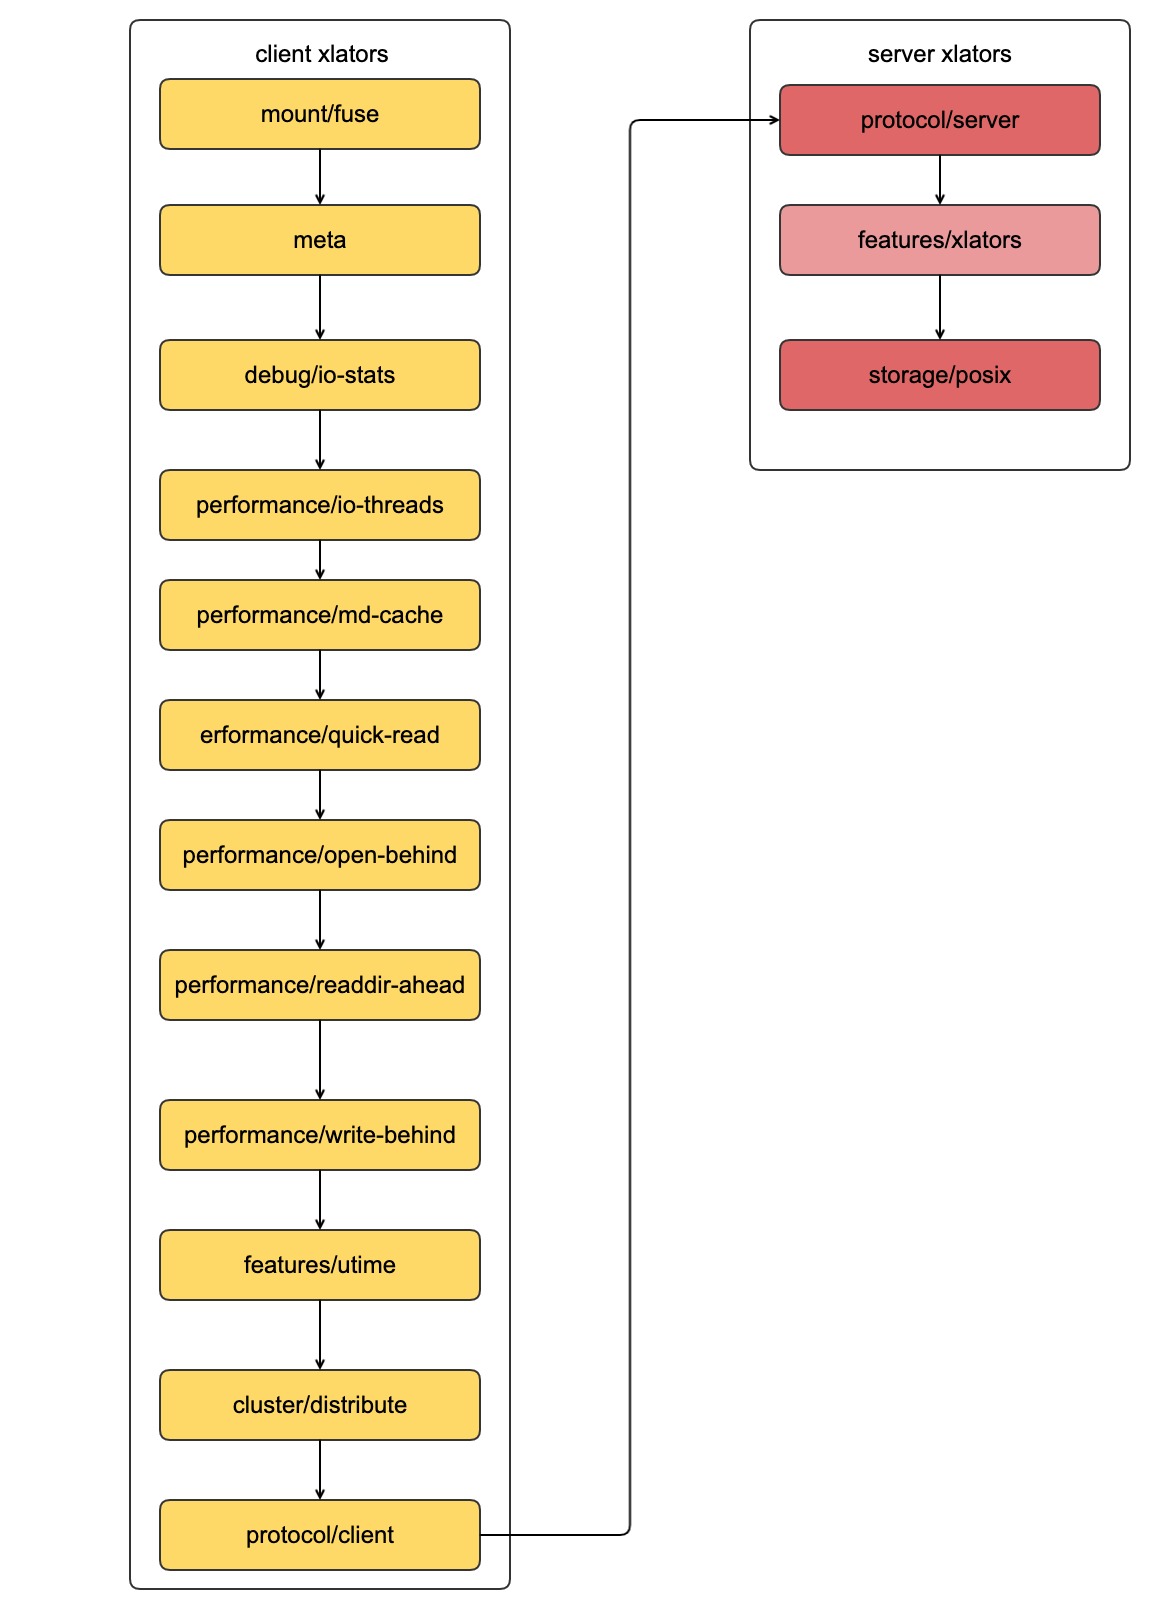 client xlators
mount/fuse
meta
debug/io-stats
performance/io-threads
performance/md-cache
erformance/quick-read
performance/open-behind
performance/readdir-ahead
performance/write-behind
features/utime
cluster/distribute
protocol/client
server xlators
protocol/server
features/xlators
storage/posix